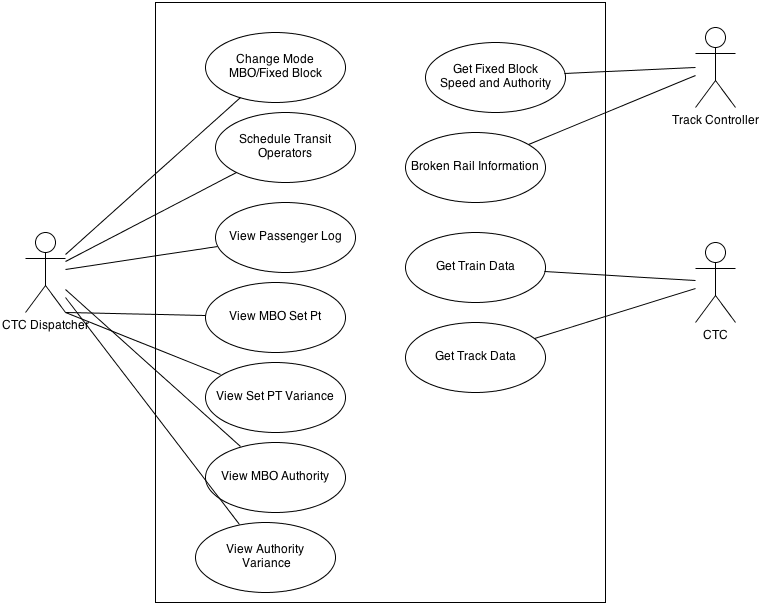 Change Mode
MBO/Fixed Block
Schedule Transit
Operators
View Passenger Log
View MBO Set Pt
View Set PT Variance
View MBO Authority
View Authority
Variance
CTC Dispatcher
Get Fixed Block
Speed and Authority
Broken Rail Information
Get Train Data
Get Track Data
Track Controller
CTC